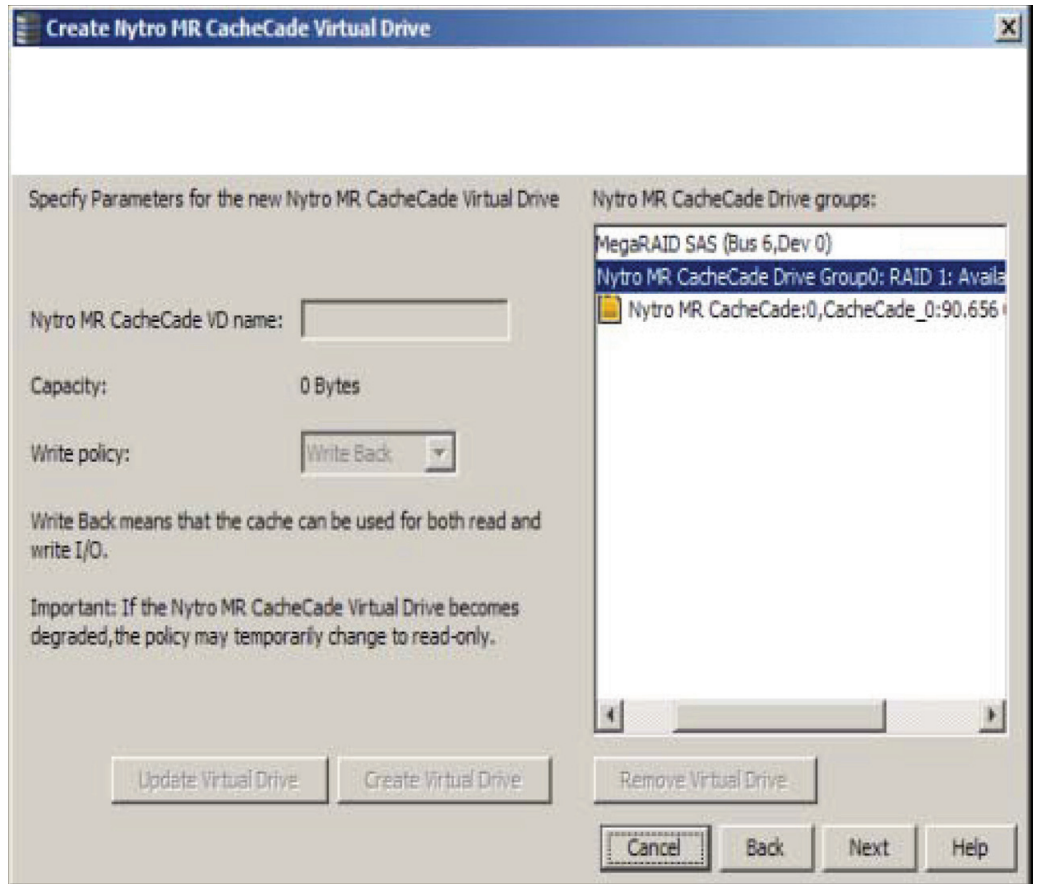 Create Nytro MR CacheCade Virtual Drive
Specify Parameters for the new Nytro MR CacheCade Virtual Drive
Nytro MR CacheCade VD name:
Capacity:
0 Bytes
Write policy:
Write Back
Write Back means that the cache can be used for both read and
write I/O.
Important: If the Nytro MR CacheCade Virtual Drive becomes
degraded,the policy may temporarily change to read-only.
Update Virtual Drive
Create Virtual Drive
Nytro MR CacheCade Drive groups:
MegaRAID SAS (Bus 6,Dev 0)
Nytro MR CacheCade Drive Group0: RAID 1: Availa
Nytro MR CacheCade:0,CacheCade_0:90.656
Remove Virtual Drive
Cancel
Back
Next
Help